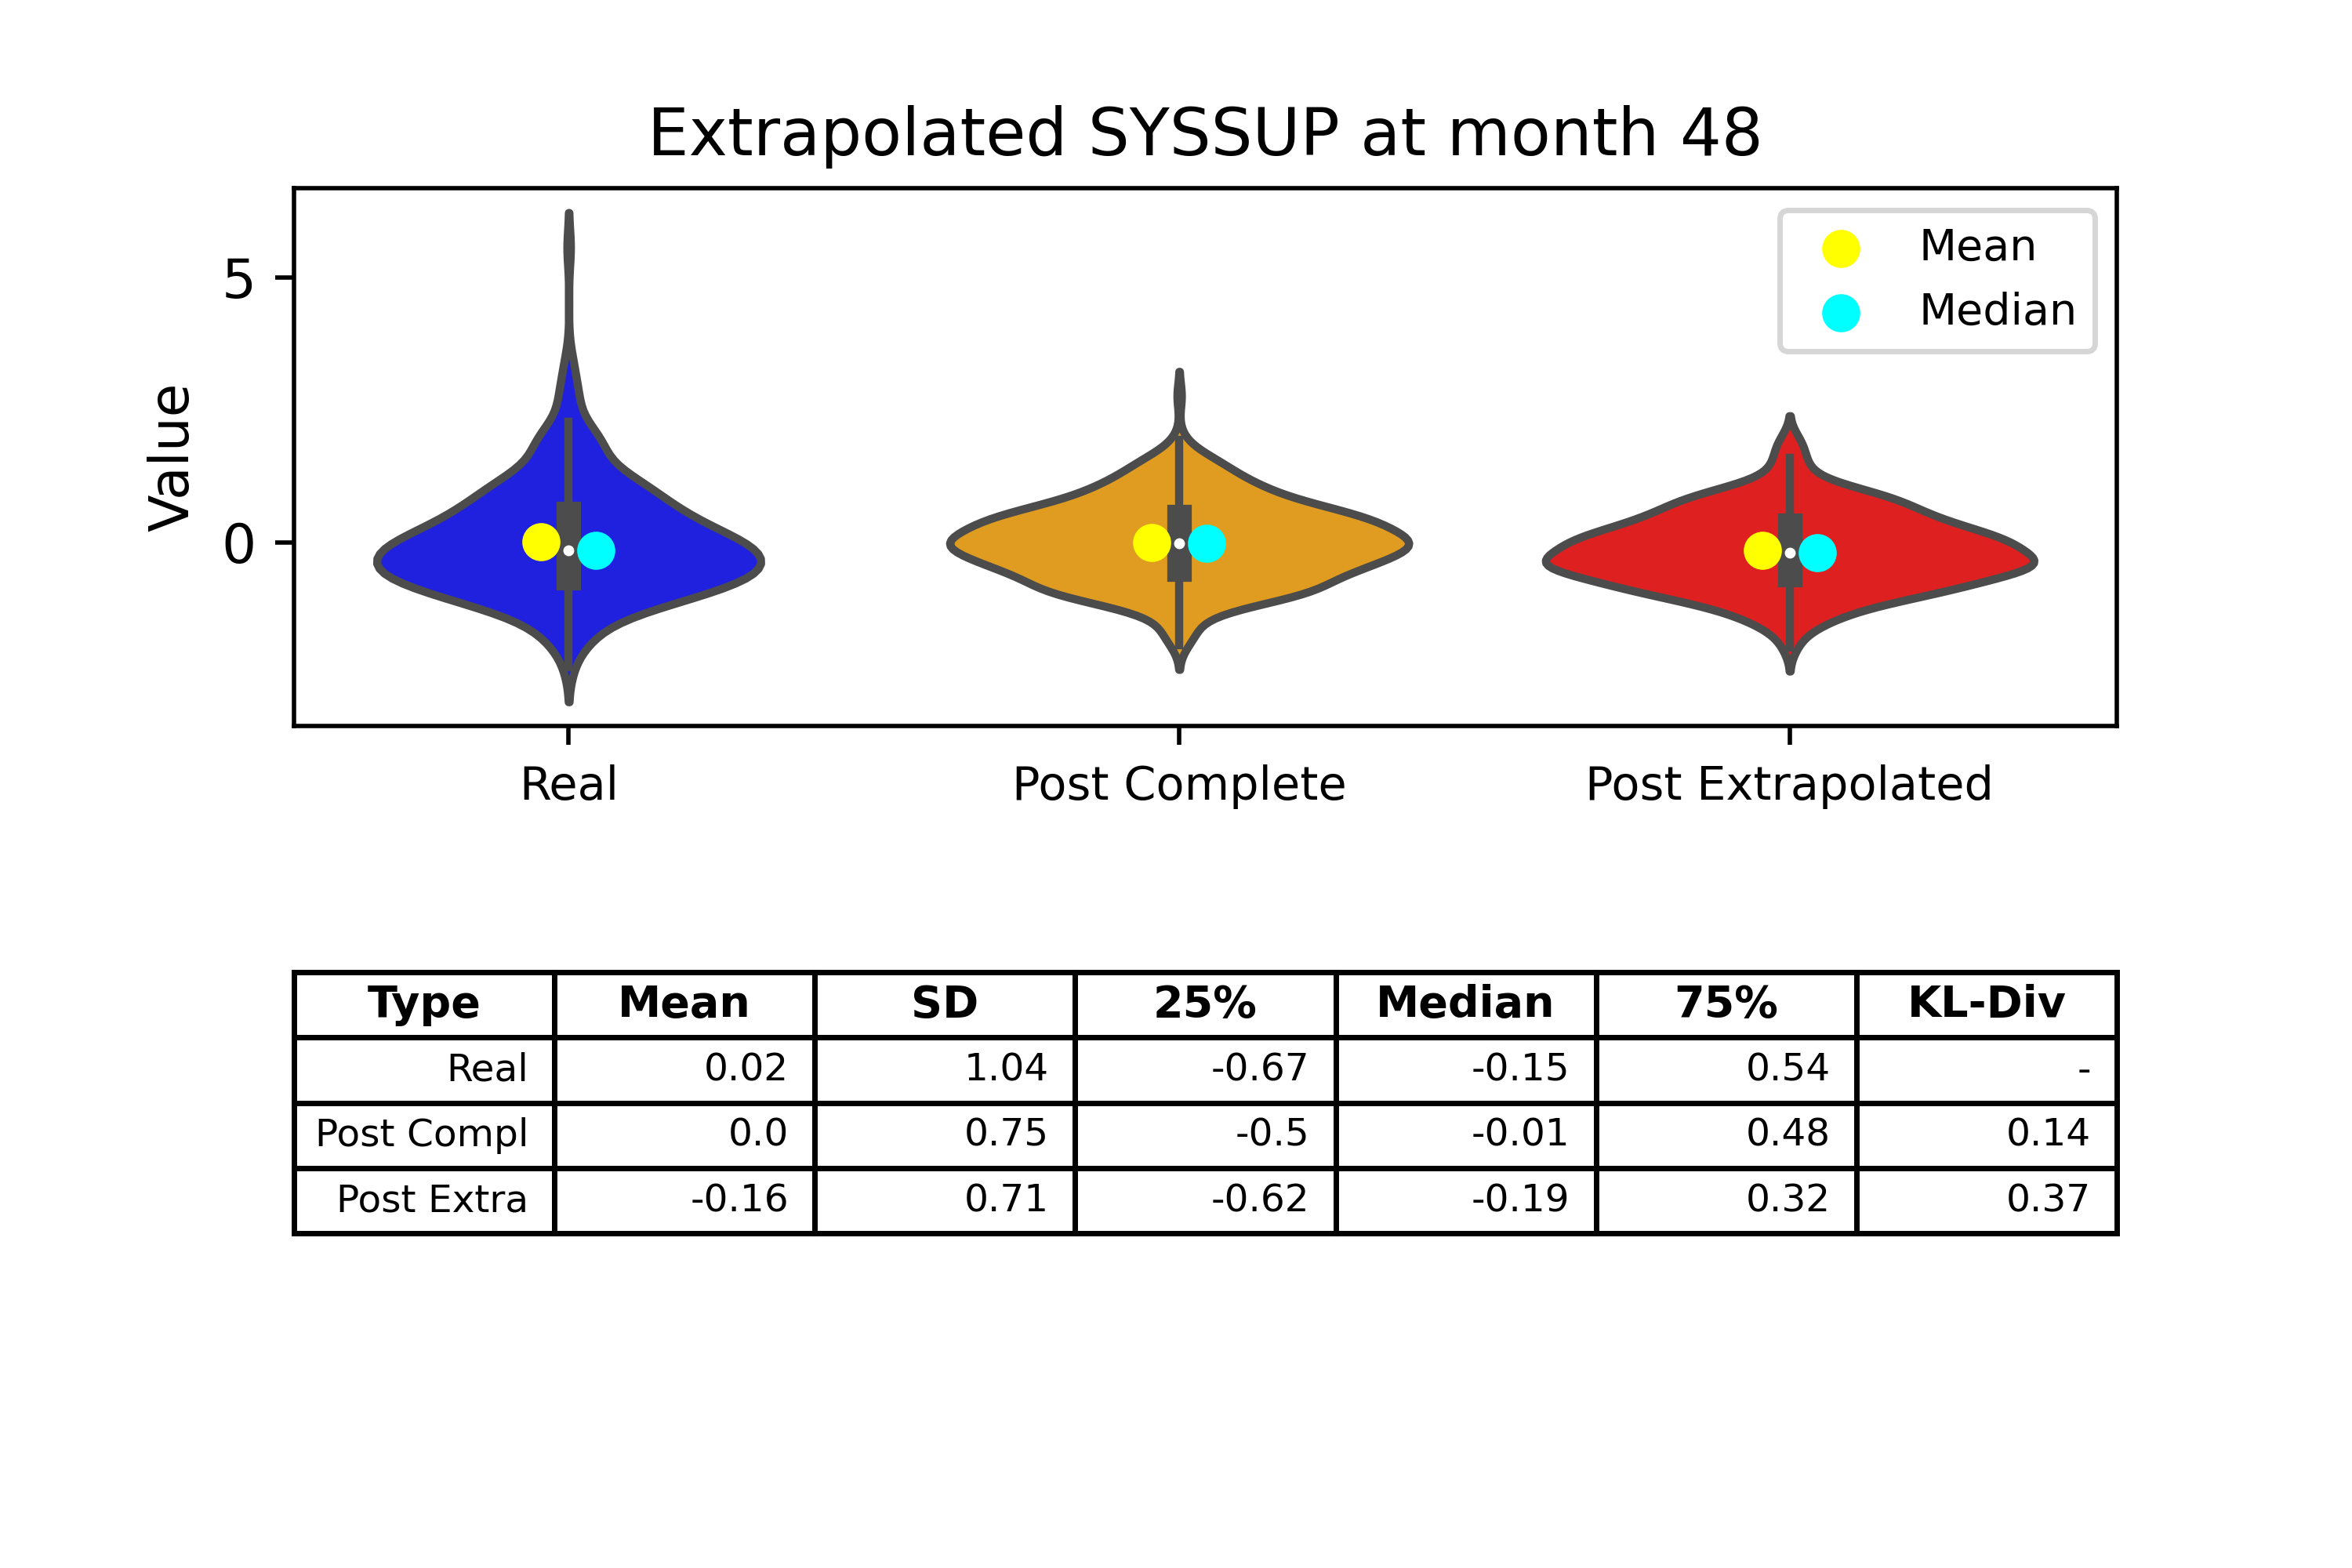 Extrapolated SYSSUP at month 48
Value
5
0
Mean
Median
Real Post Complete Post Extrapolated
Type Mean SD 25% Median 75% KL-Div
Real 0.02 1.04 -0.67 -0.15 0.54 -
Post Compl 0.0 0.75 -0.5 -0.01 0.48 0.14
Post Extra -0.16 0.71 -0.62 -0.19 0.32 0.37